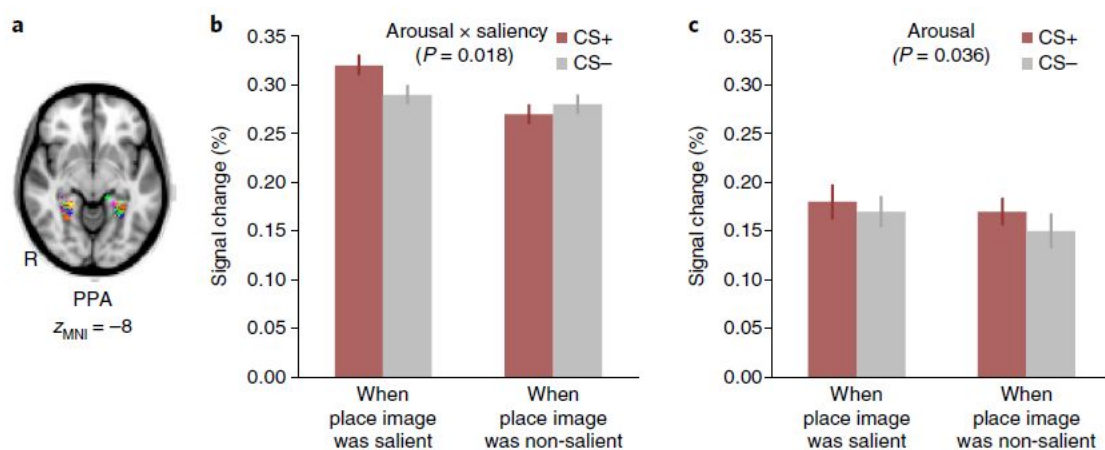 a
R
PPA
zMNI = –8
b
Arousal × saliency
(P = 0.018)
CS+
CS–
Signal change (%)
0.35
0.30
0.25
0.20
0.15
0.10
0.05
0.00
When
place image
was salient
When
place image
was non-salient
c
Arousal
(P = 0.036)
CS+
CS–
Signal change (%)
0.35
0.30
0.25
0.20
0.15
0.10
0.05
0.00
When
place image
was salient
When
place image
was non-salient